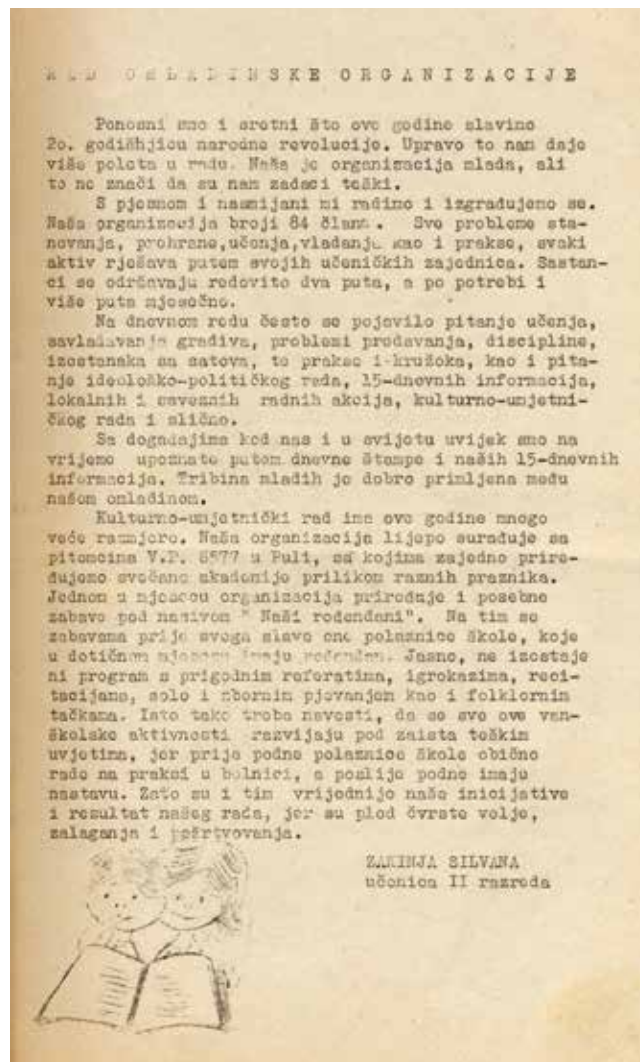 RAD OMLADINSKE ORGANIZACIJE
Ponosni smo i sretni što ove godine slavimo
2o. godišnjicu narodne revolucije. Upravo to nam daje
više poleta u radu. Naša je organizacija mlada, ali
to ne znači da su nam zadaci teški.
S pjesmom i nasmijani mi radimo i izgrađujemo se.
Naša organizacija broji 84 člana. Sve probleme sta-
novanja, prehrane,učenja,vladanja kao i prakse, svaki
aktiv rješava putem svojih učeničkih zajednica. Sastan-
ci se održavaju redovito dva puta, a po potrebi i
više puta mjesečno.
Na dnevnom redu često se pojavilo pitanje učenja,
savladavanja gradiva, problemi predavanja, discipline,
izostanaka sa satova, te prakse i kružoka, kao i pita-
nje ideološko-političkog rada, 15-dnevnih informacija,
lokalnih i saveznih radnih akcija, kulturno-umjetni-
čkog rada i slično.
Sa događajima kod nas i u svijetu uvijek smo na
vrijeme upoznate putem dnevne štampe i naših 15-dnevnih
informacija. Tribina mladih je dobro primljena među
našom omladinom.
Kulturno-umjetnički rad ima ove godine mnogo
veće razmjere. Naša organizacija lijepo surađuje sa
pitomcima V.P. 8577 u Puli, sa kojima zajedno prire-
đujemo svečane akademije prilikom raznih praznika.
Jednom u mjesecu organizacija priređuje i posebne
zabave pod nazivom " Naši rođendani". Na tim se
zabavama prije svega slave one polaznice škole, koje
u dotičnom mjesecu imaju rođendan. Jasno, ne izostaje
ni program s prigodnim referatima, igrokazima, reci-
tacijama, solo i zbornim pjevanjem kao i folklornim
tačkama. Isto tako treba navesti, da se sve ove van-
školske aktivnosti razvijaju pod zaista teškim
uvjetima, jer prije podne polaznice škole obično
rade na praksi u bolnici, a poslije podne imaju
nastavu. Zato su i tim vrijednije naše inicijative
i rezultat našeg rada, jer su plod čvrste volje,
zalaganja i požrtvovanja.
ZAKINJA SILVANA
učenica II razreda